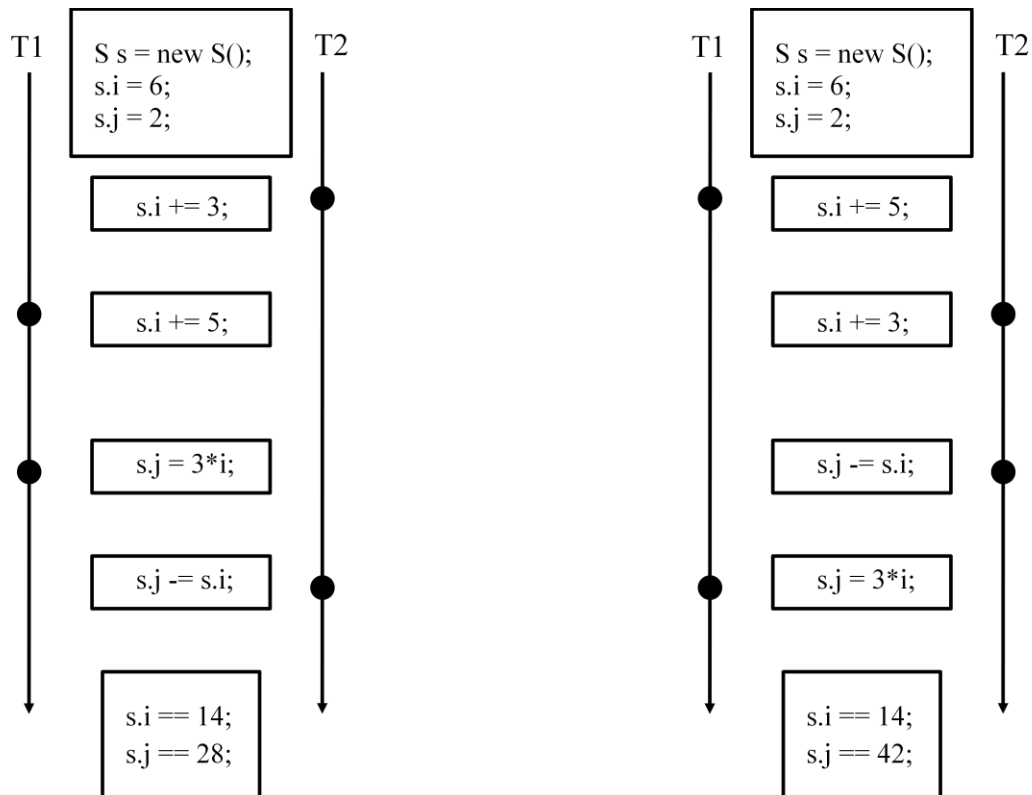 T1
S s = new S();
s.i = 6;
s.j = 2;
T2
s.i += 3;
s.i += 5;
s.j = 3*i;
s.j -= s.i;
s.i == 14;
s.j == 28;
T1
S s = new S();
s.i = 6;
s.j = 2;
T2
s.i += 5;
s.i += 3;
s.j -= s.i;
s.j = 3*i;
s.i == 14;
s.j == 42;